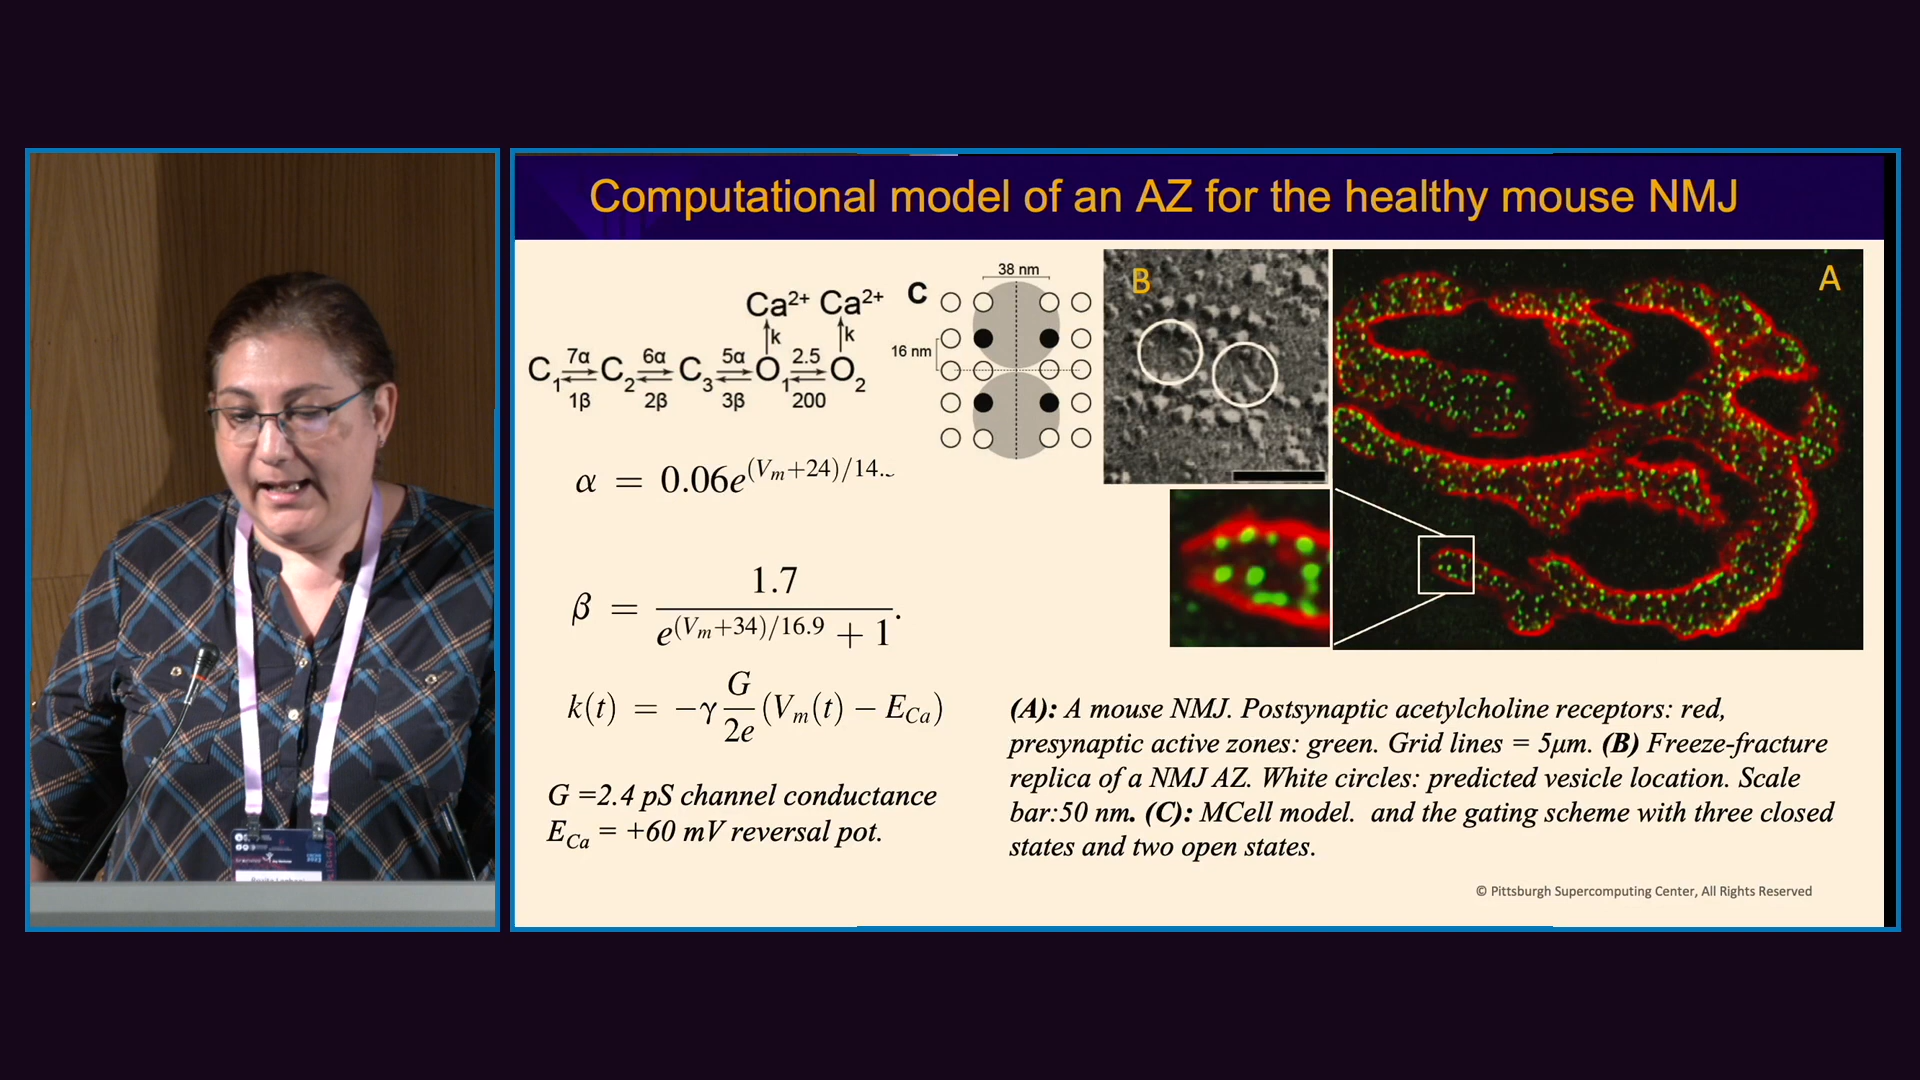 Computational model of an AZ for the healthy mouse NMJ
Ca²⁺ Ca²⁺
k k
7α 6α 5α 2.5
C₁ ⇌ C₂ ⇌ C₃ ⇌ O₁ ⇌ O₂
1β 2β 3β 200
α = 0.06e^(Vₘ+24)/14.
β = 1.7 / e^(Vₘ+34)/16.9 + 1.
k(t) = −γ G/2e (Vₘ(t) − E_Ca)
G =2.4 pS channel conductance
E_Ca = +60 mV reversal pot.
C
38 nm
16 nm
B
A
(A): A mouse NMJ. Postsynaptic acetylcholine receptors: red,
presynaptic active zones: green. Grid lines = 5μm. (B) Freeze-fracture
replica of a NMJ AZ. White circles: predicted vesicle location. Scale
bar:50 nm. (C): MCell model. and the gating scheme with three closed
states and two open states.
© Pittsburgh Supercomputing Center, All Rights Reserved